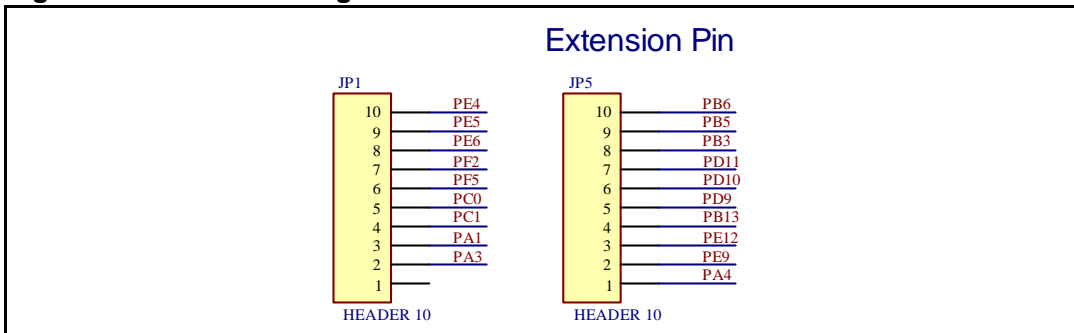 Extension Pin
JP1
10 PE4
9 PE5
8 PE6
7 PF2
6 PF5
5 PC0
4 PC1
3 PA1
2 PA3
1
HEADER 10
JP5
10 PB6
9 PB5
8 PB3
7 PD11
6 PD10
5 PD9
4 PB13
3 PE12
2 PE9
1 PA4
HEADER 10